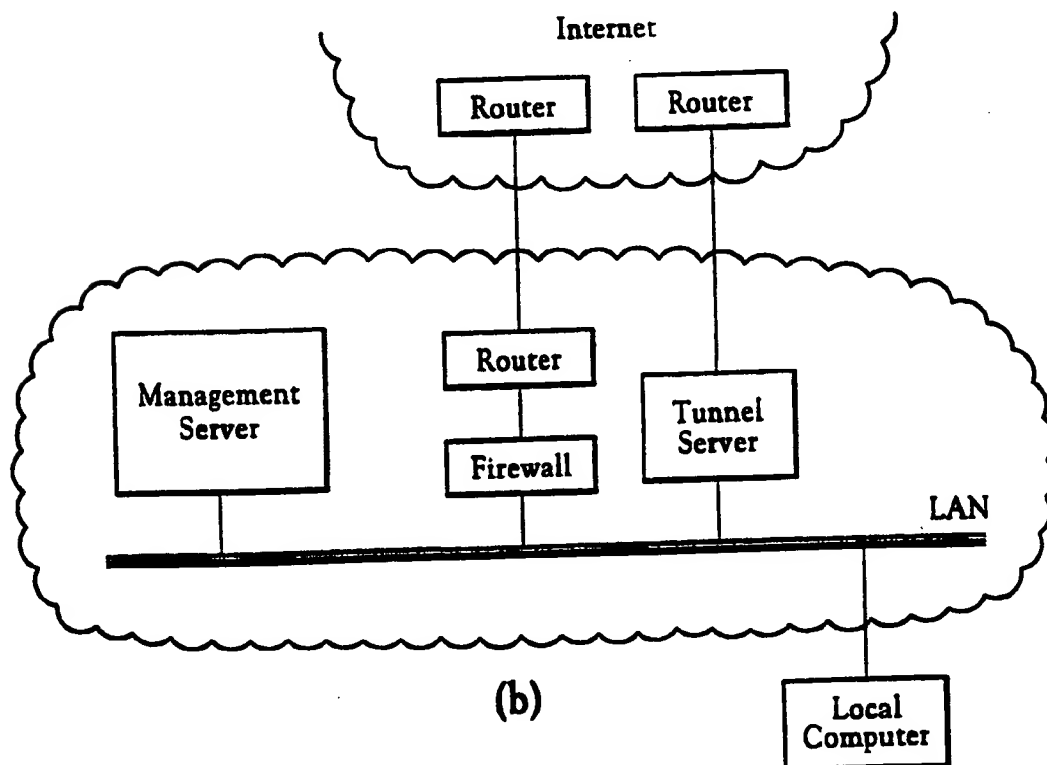 Internet
Router
Router
Management
Server
Router
Firewall
Tunnel
Server
LAN
(b)
Local
Computer